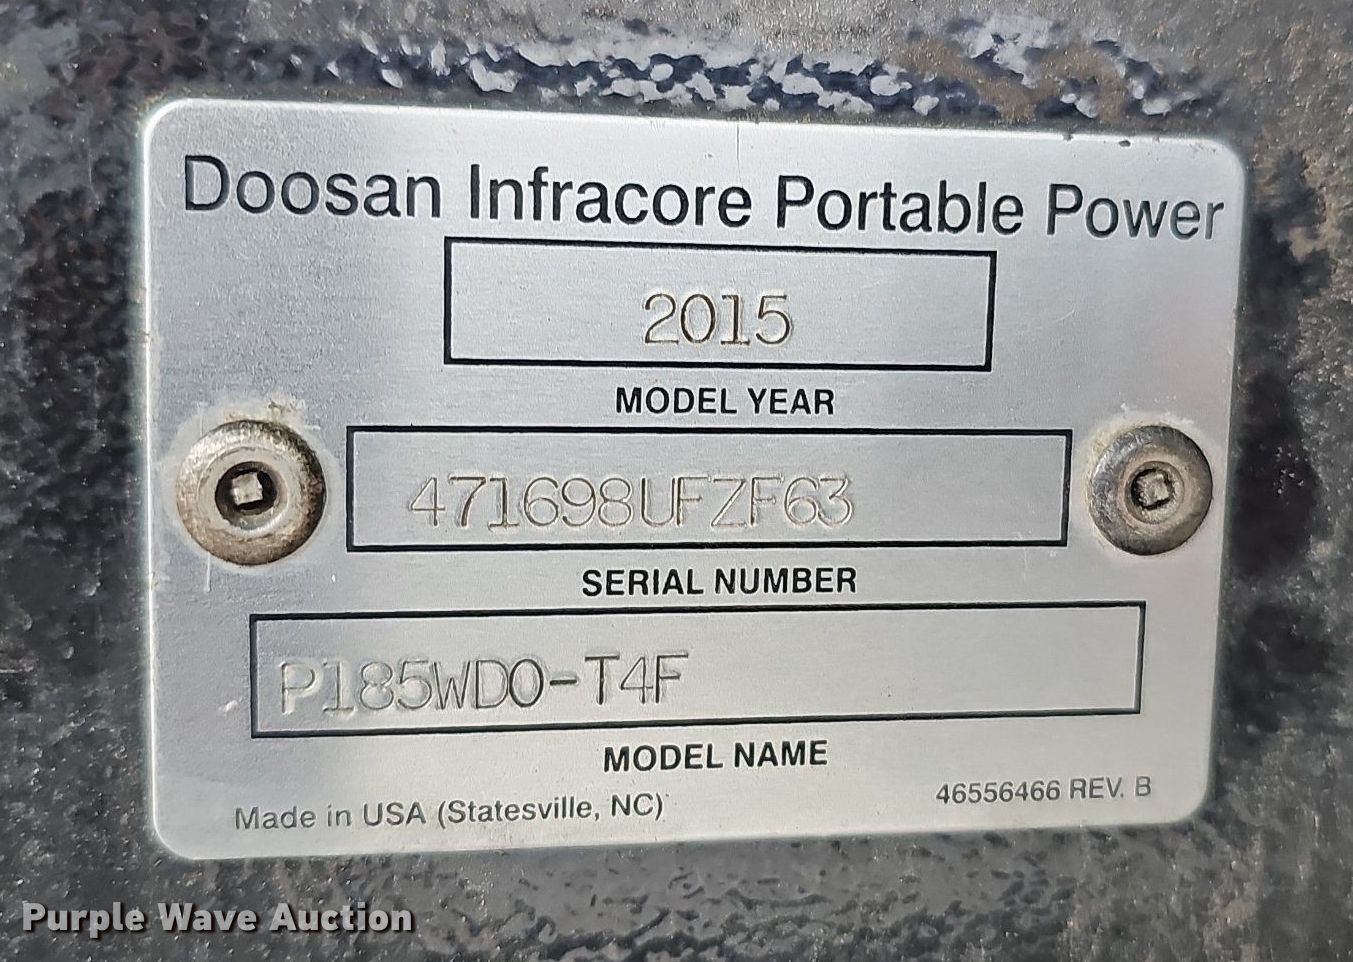 Doosan Infracore Portable Power
2015
MODEL YEAR
471698UFZF63
SERIAL NUMBER
P185WDO-T4F
MODEL NAME
Made in USA (Statesville, NC)
46556466 REV. B
Purple Wave Auction